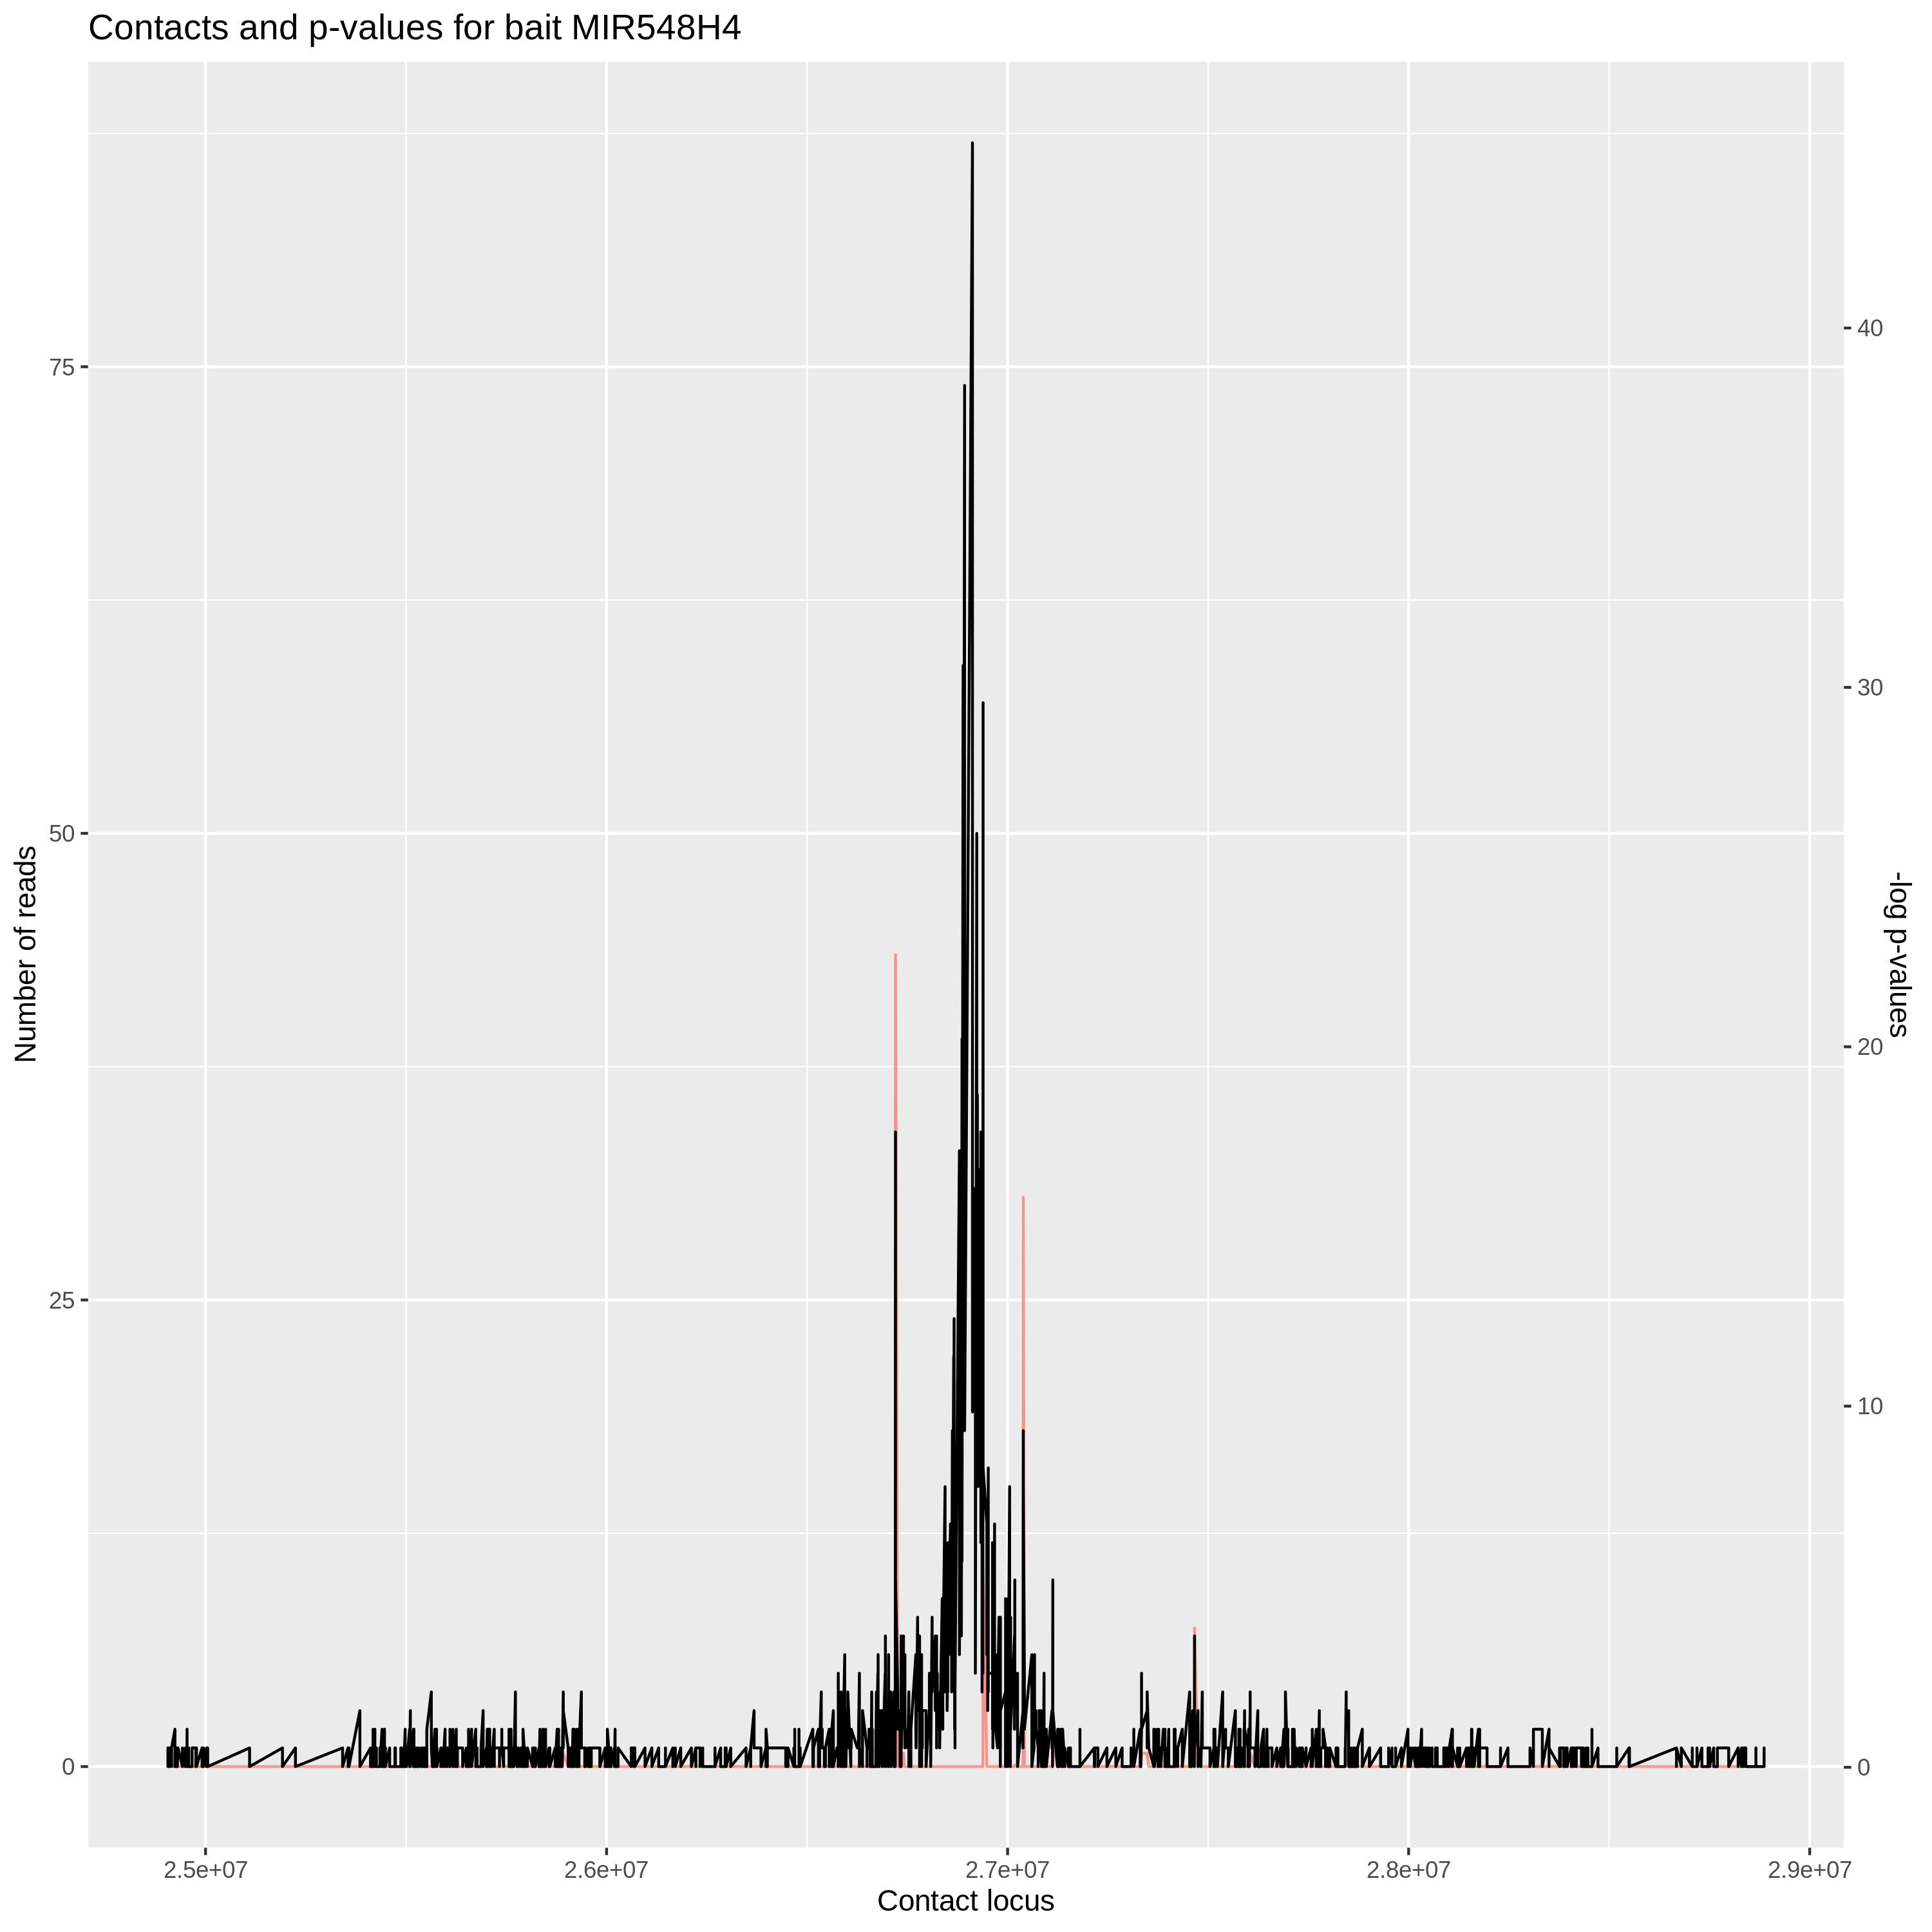 Contacts and p-values for bait MIR548H4
75
50
25
0
Number of reads
40
30
20
10
0
-log p-values
2.5e+07 2.6e+07 2.7e+07 2.8e+07 2.9e+07
Contact locus